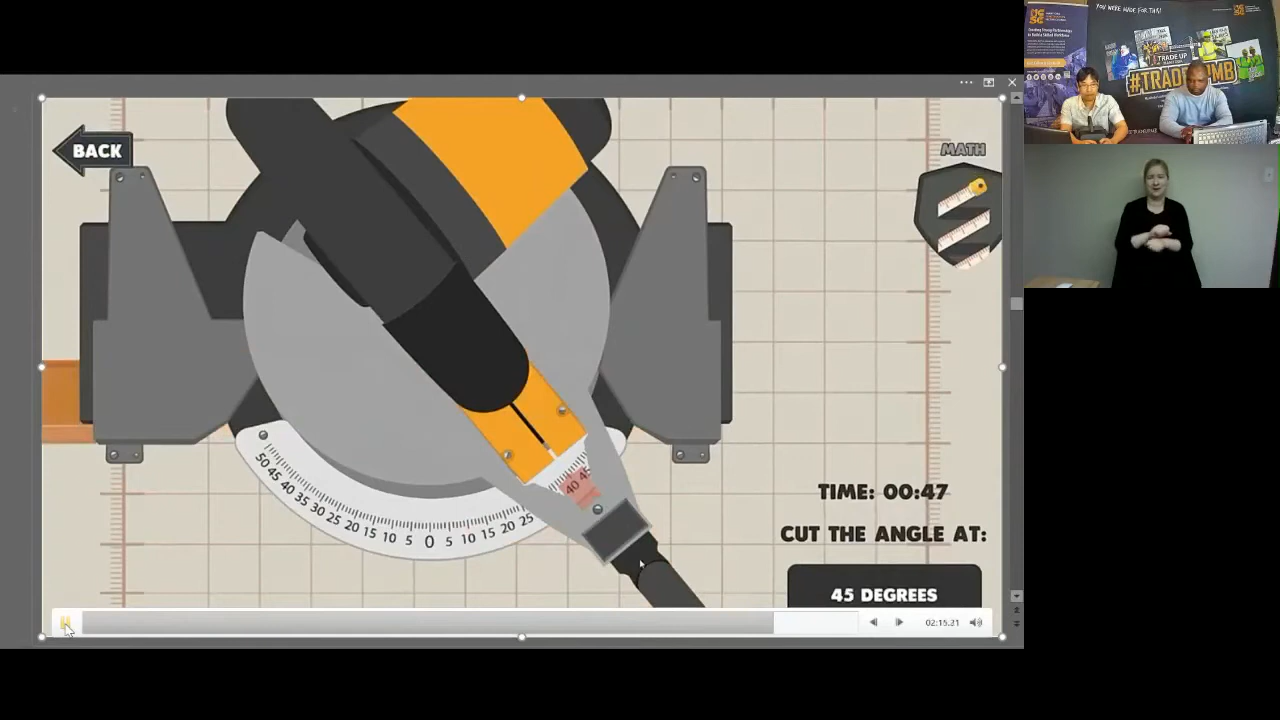 BACK
MATH
50 45 40 35 30 25 20 15 10 5 0 5 10 15 20 25
40 45
TIME: 00:47
CUT THE ANGLE AT:
45 DEGREES
02:15.31
YOU WERE MADE FOR THIS
TRADE UP